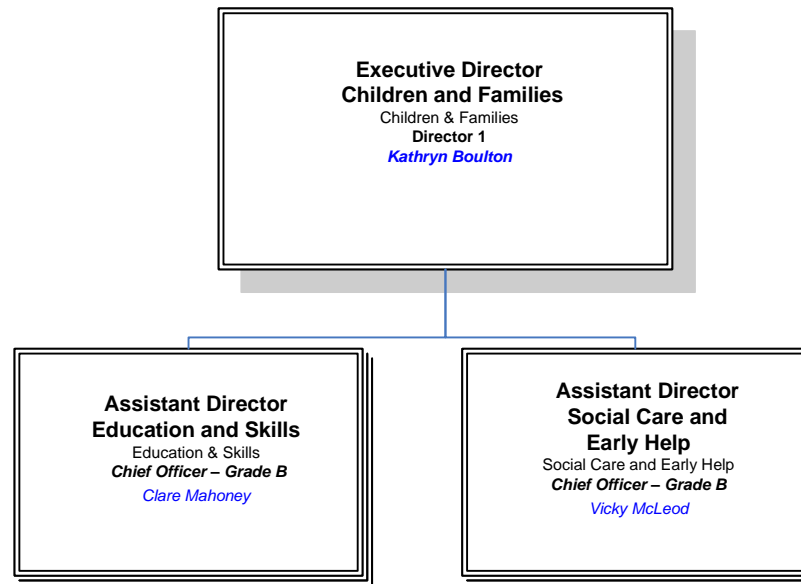 Executive Director
Children and Families
Children & Families
Director 1
Kathryn Boulton
Assistant Director
Education and Skills
Education & Skills
Chief Officer – Grade B
Clare Mahoney
Assistant Director
Social Care and
Early Help
Social Care and Early Help
Chief Officer – Grade B
Vicky McLeod